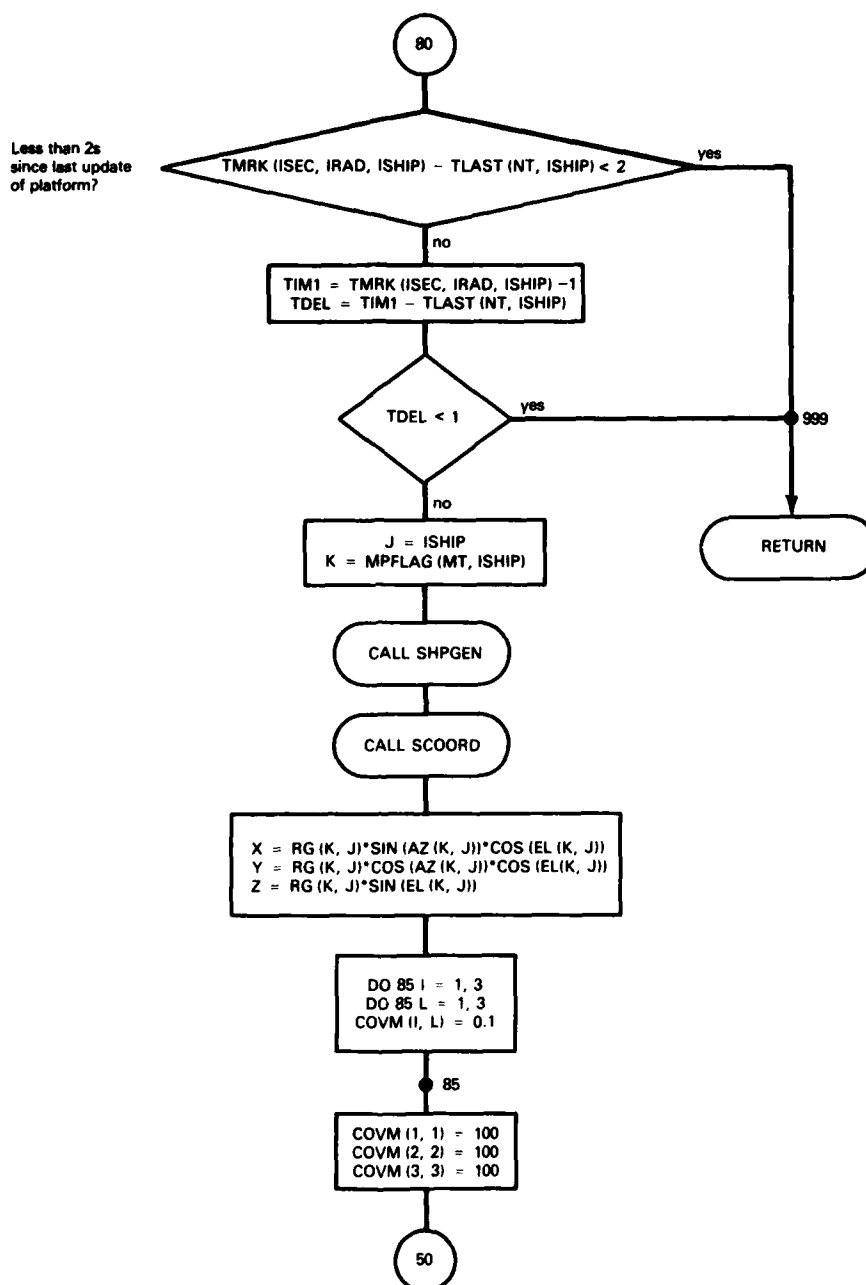 80
Less than 2s
since last update
of platform?
TMRK (ISEC, IRAD, ISHIP) - TLAST (NT, ISHIP) < 2
yes
no
TIM1 = TMRK (ISEC, IRAD, ISHIP) -1
TDEL = TIM1 - TLAST (NT, ISHIP)
TDEL < 1
yes
999
no
RETURN
J = ISHIP
K = MPFLAG (MT, ISHIP)
CALL SHPGEN
CALL SCOORD
X = RG (K, J)*SIN (AZ (K, J))*COS (EL (K, J))
Y = RG (K, J)*COS (AZ (K, J))*COS (EL(K, J))
Z = RG (K, J)*SIN (EL (K, J))
DO 85 I = 1, 3
DO 85 L = 1, 3
COVM (I, L) = 0.1
85
COVM (1, 1) = 100
COVM (2, 2) = 100
COVM (3, 3) = 100
50